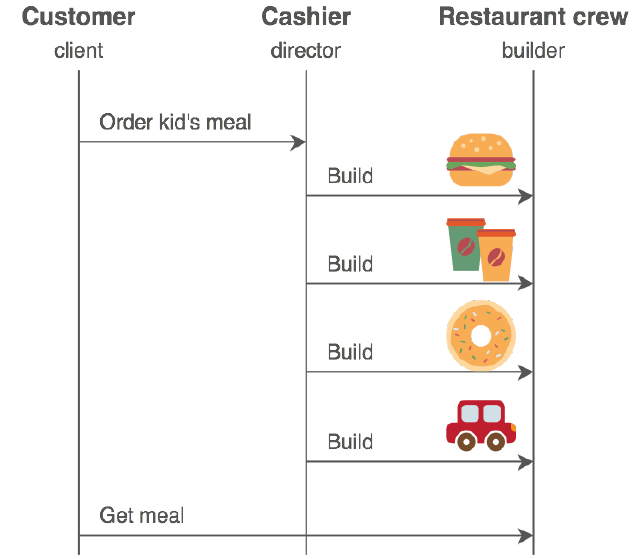 Customer
Cashier
Restaurant crew
client
director
builder
Order kid's meal
Build
Build
Build
Build
Get meal